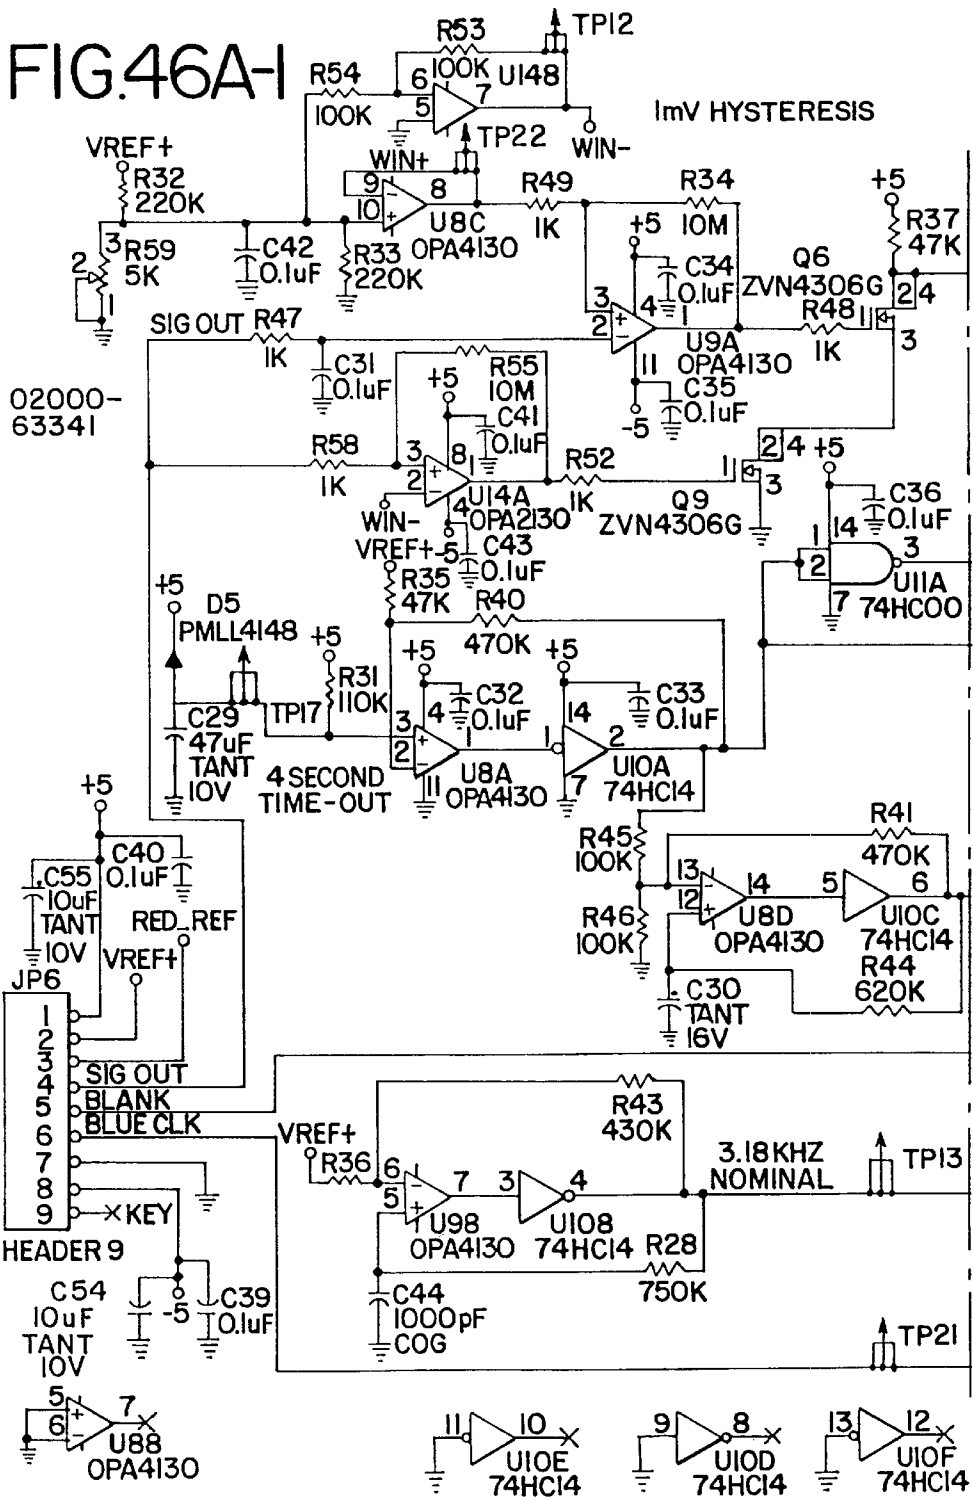 FIG.46A-1
R53
100K
TP12
U148
R54
100K
6
5
7
WIN-
1mV HYSTERESIS
TP22
WIN+
VREF+
R32
220K
9
10
8
U8C
OPA4130
R49
1K
R34
10M
+5
R37
47K
3
2
1
R59
5K
C42
0.1uF
R33
220K
+5
C34
0.1uF
Q6
ZVN4306G
2
4
1
3
R48
1K
SIG OUT
R47
1K
3
2
4
1
11
U9A
OPA4130
C31
0.1uF
R55
10M
C35
0.1uF
-5
02000-
63341
+5
C41
0.1uF
R58
1K
3
2
8
1
4
U14A
OPA2130
R52
1K
1
2
4
3
Q9
ZVN4306G
+5
C36
0.1uF
WIN-
VREF+
-5
C43
0.1uF
1
2
14
3
7
U11A
74HC00
R35
47K
R40
470K
+5
D5
PMLL4148
+5
R31
110K
+5
C32
0.1uF
+5
C33
0.1uF
TP17
C29
47uF
TANT
10V
3
2
4
1
11
U8A
OPA4130
1
14
2
7
U10A
74HC14
4 SECOND
TIME-OUT
+5
C40
0.1uF
C55
10uF
TANT
10V
R45
100K
R41
470K
13
12
14
U8D
OPA4130
5
6
U10C
74HC14
R46
100K
RED_REF
VREF+
R44
620K
C30
TANT
16V
JP6
1
2
3
4
5
6
7
8
9
SIG OUT
BLANK
BLUE CLK
KEY
HEADER 9
R43
430K
VREF+
R36
6
5
7
U98
OPA4130
3
4
U108
74HC14
3.18KHZ
NOMINAL
TP13
R28
750K
C54
10uF
TANT
10V
-5
C39
0.1uF
C44
1000pF
COG
TP21
5
6
7
U88
OPA4130
11
10
U10E
74HC14
9
8
U10D
74HC14
13
12
U10F
74HC14